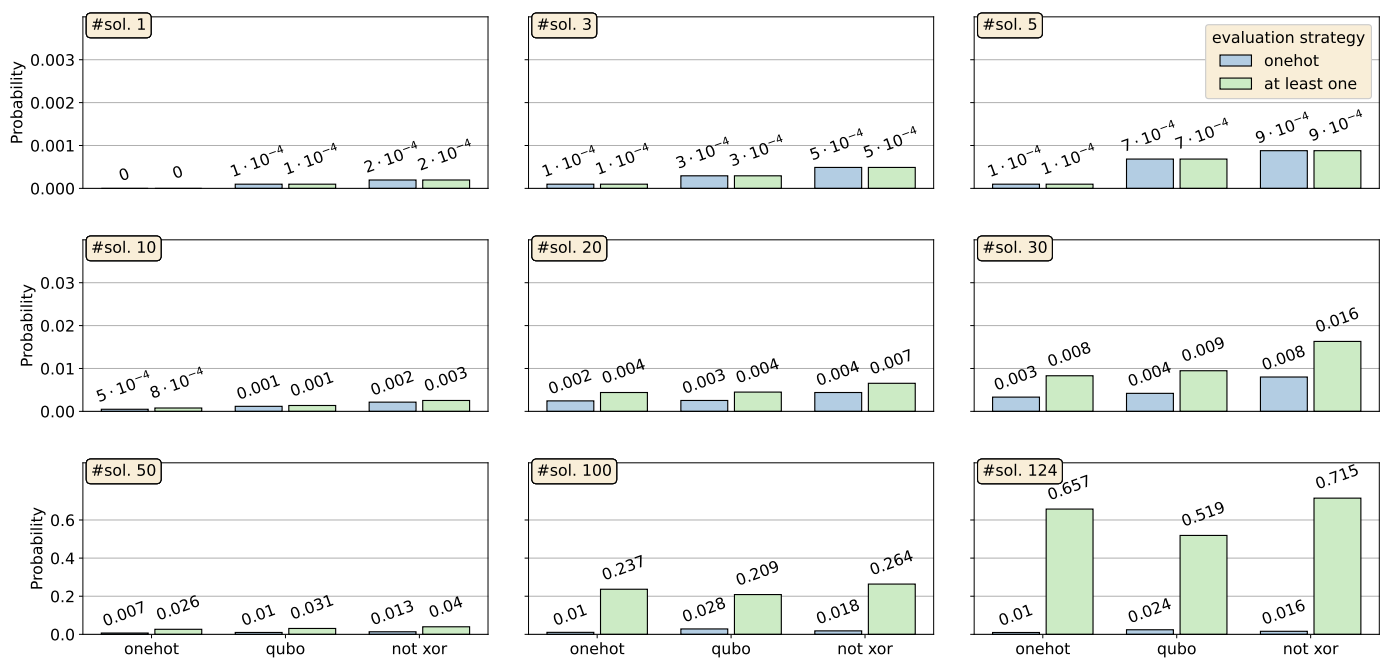 #sol. 1
#sol. 3
#sol. 5
evaluation strategy
onehot
at least one
Probability
0.003
0.002
0.001
0.000
0 0 1 · 10⁻⁴ 1 · 10⁻⁴ 2 · 10⁻⁴ 2 · 10⁻⁴
1 · 10⁻⁴ 1 · 10⁻⁴ 3 · 10⁻⁴ 3 · 10⁻⁴ 5 · 10⁻⁴ 5 · 10⁻⁴
1 · 10⁻⁴ 1 · 10⁻⁴ 7 · 10⁻⁴ 7 · 10⁻⁴ 9 · 10⁻⁴ 9 · 10⁻⁴
#sol. 10
#sol. 20
#sol. 30
Probability
0.03
0.02
0.01
0.00
5 · 10⁻⁴ 8 · 10⁻⁴ 0.001 0.001 0.002 0.003
0.002 0.004 0.003 0.004 0.004 0.007
0.003 0.008 0.004 0.009 0.008 0.016
#sol. 50
#sol. 100
#sol. 124
Probability
0.6
0.4
0.2
0.0
0.007 0.026 0.01 0.031 0.013 0.04
0.01 0.237 0.028 0.209 0.018 0.264
0.01 0.657 0.024 0.519 0.016 0.715
onehot qubo not xor
onehot qubo not xor
onehot qubo not xor